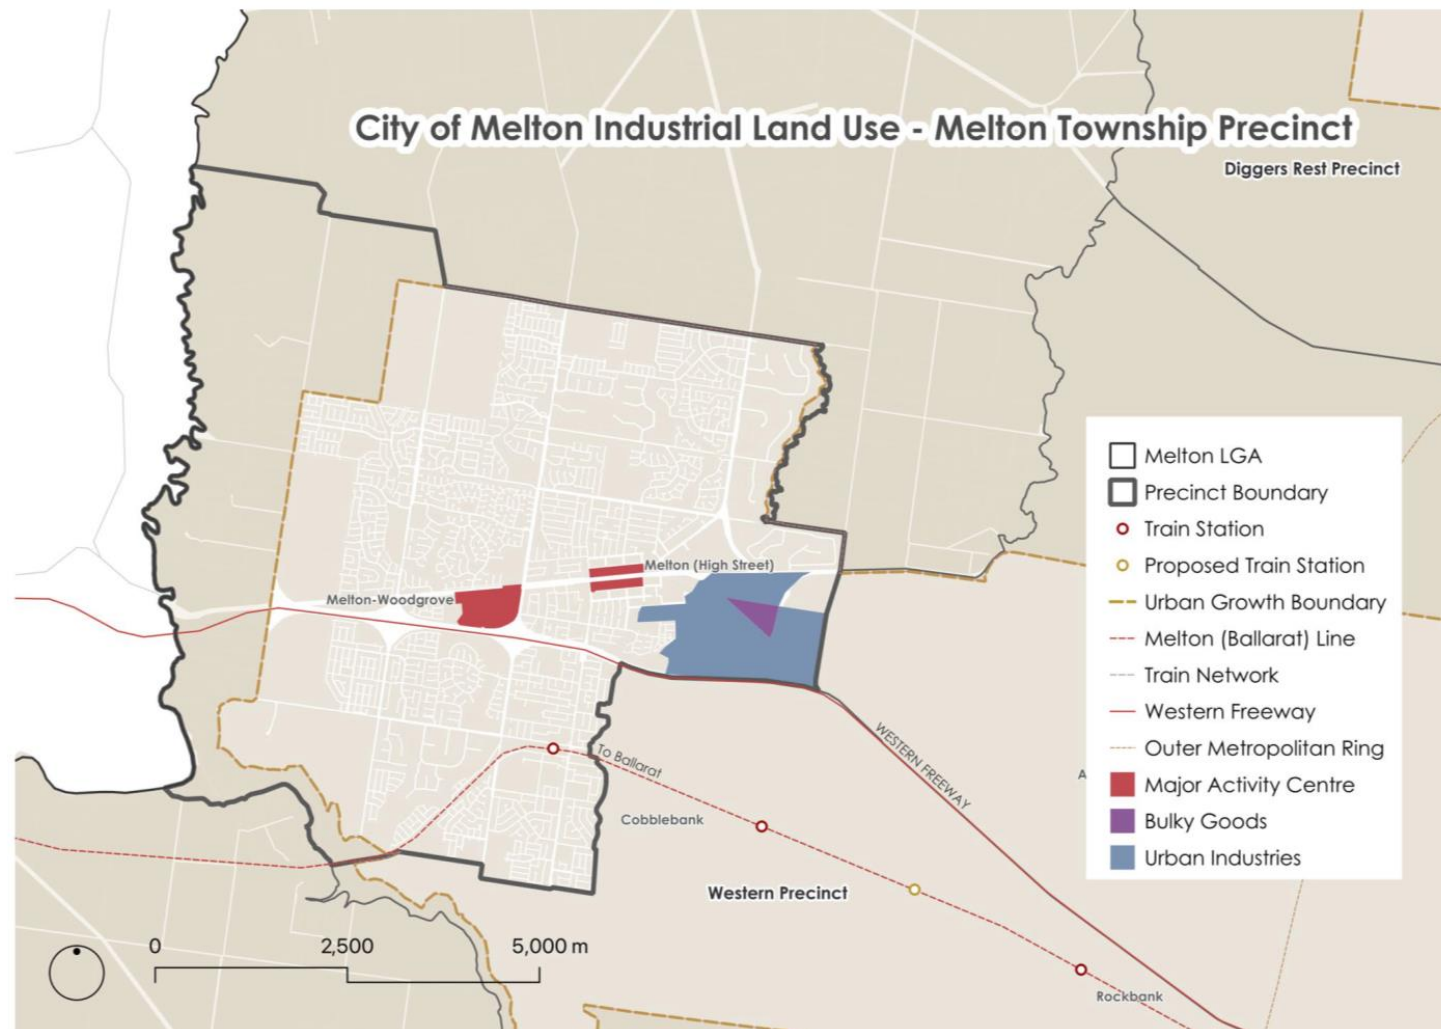 City of Melton Industrial Land Use - Melton Township Precinct
Diggers Rest Precinct
Melton LGA
Precinct Boundary
Train Station
Proposed Train Station
Urban Growth Boundary
Melton (Ballarat) Line
Train Network
Western Freeway
Outer Metropolitan Ring
Major Activity Centre
Bulky Goods
Urban Industries
Melton (High Street)
Melton-Woodgrove
WESTERN FREEWAY
To Ballarat
A
Cobblebank
Western Precinct
Rockbank
0 2,500 5,000 m